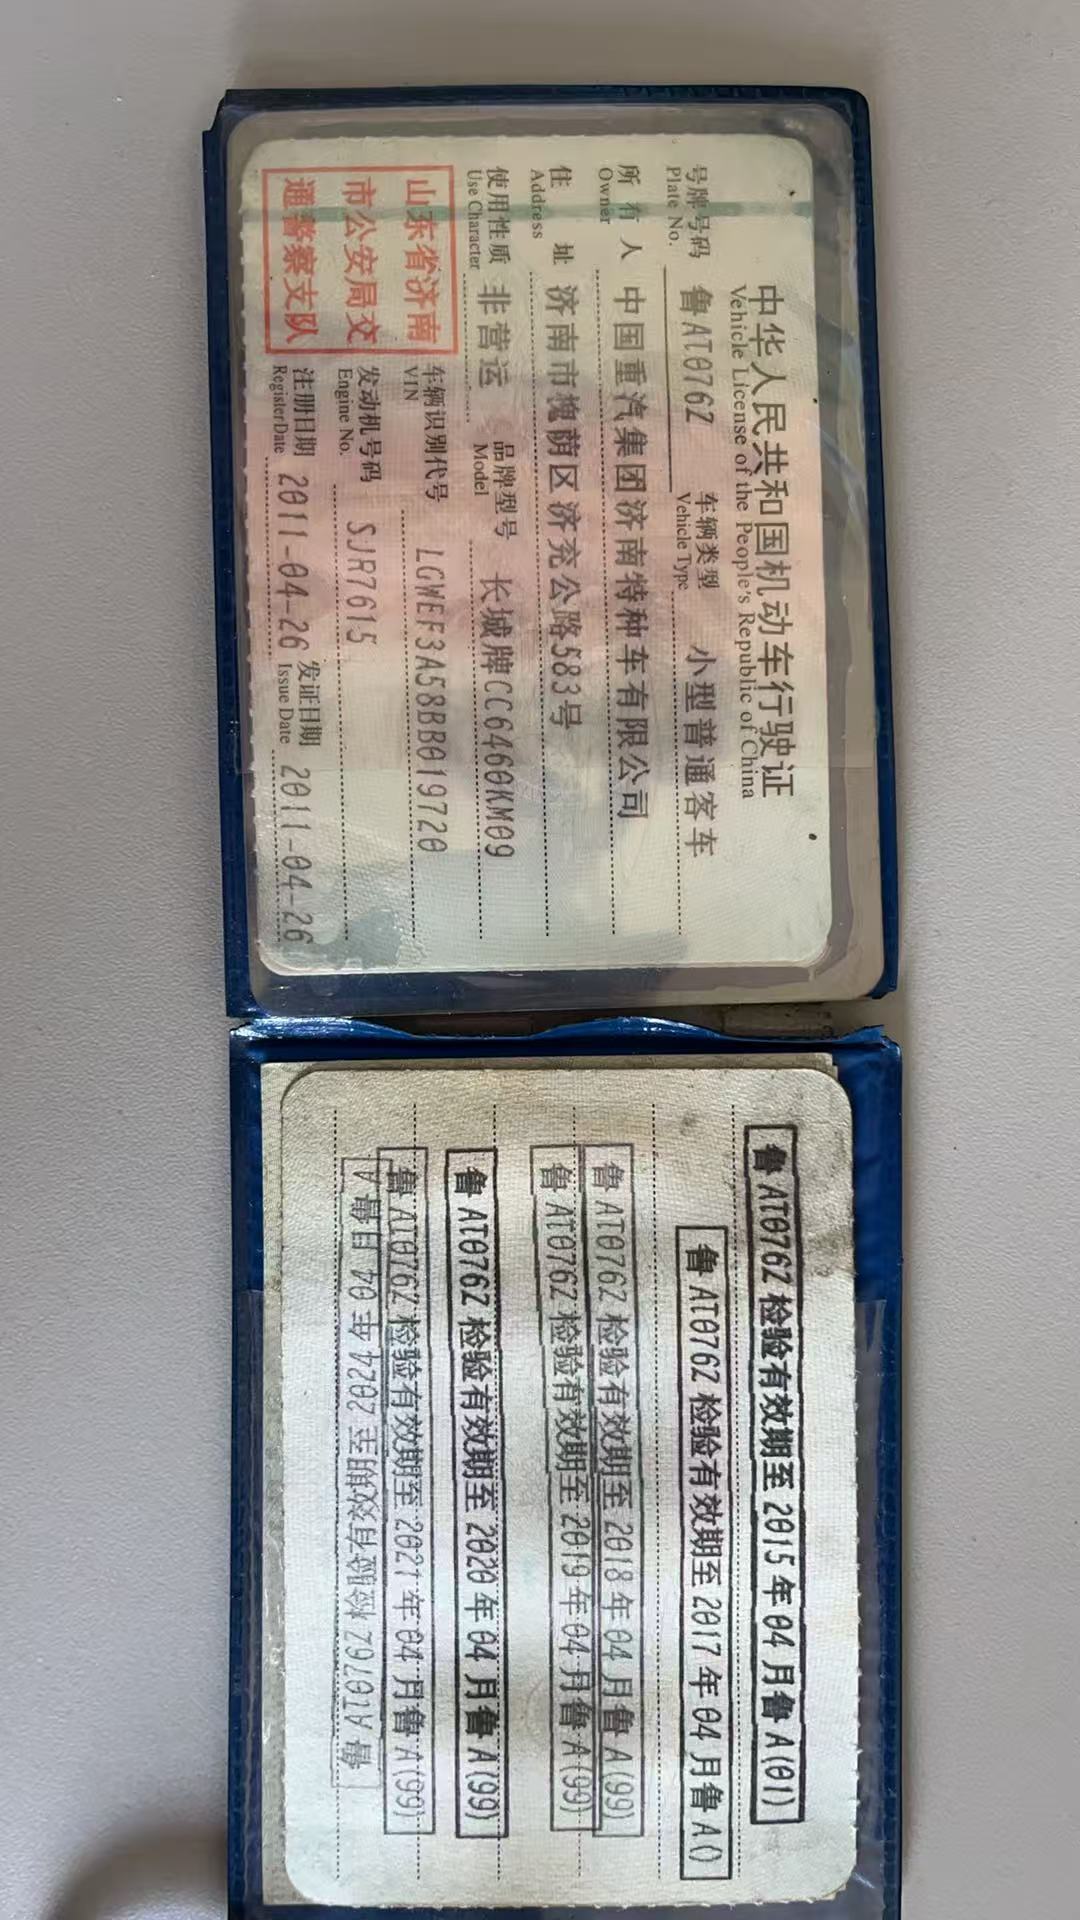 中华人民共和国机动车行驶证
Vehicle License of the People's Republic of China
号牌号码 鲁AT076Z 车辆类型 小型普通客车
Plate No. Vehicle Type
所有人 中国重汽集团济南特种车有限公司
Owner
住址 济南市槐荫区济兖公路583号
Address
使用性质 非营运 品牌型号 长城牌CC6460KM09
Use Character Model
山东省济南
市公安局交
通警察支队
车辆识别代号 LGWEF3A58BB019720
VIN
发动机号码 SJR7615
Engine No.
注册日期 2011-04-26 发证日期 2011-04-26
Register Date Issue Date
鲁AT076Z检验有效期至2015年04月鲁A(01)
鲁AT076Z检验有效期至2017年04月鲁A()
鲁AT076Z检验有效期至2018年04月鲁A(99)
鲁AT076Z检验有效期至2019年04月鲁A(99)
鲁AT076Z检验有效期至2020年04月鲁A(99)
鲁AT076Z检验有效期至2021年04月鲁A(99)
鲁AT076Z检验有效期至2024年04月鲁A